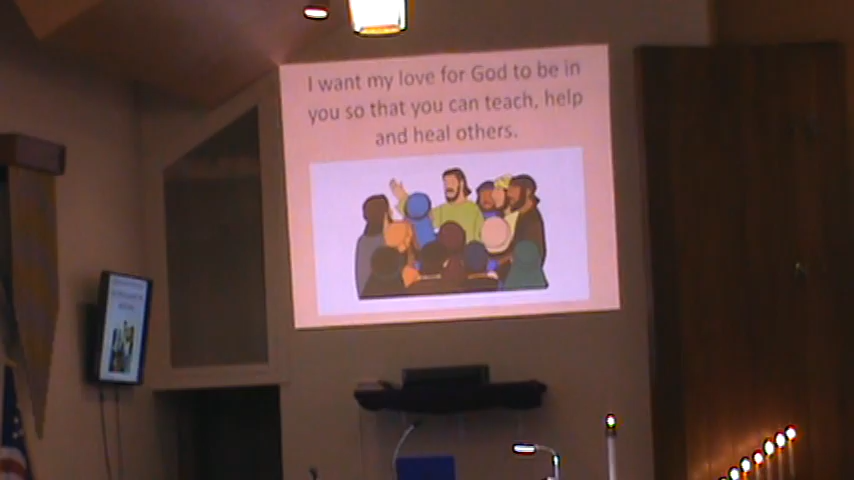 I want my love for God to be in
you so that you can teach, help
and heal others.